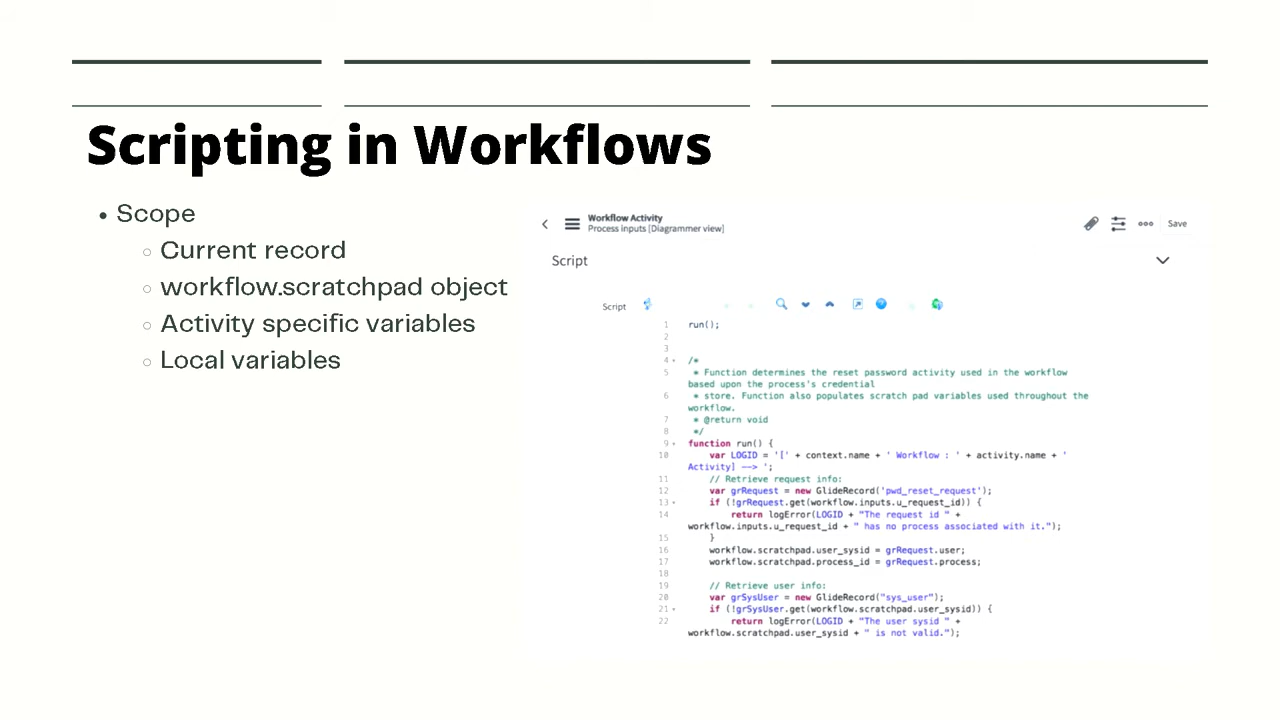 Scripting in Workflows
Scope
Current record
workflow.scratchpad object
Activity specific variables
Local variables
Workflow Activity
Process inputs [Diagrammer view]
Save
Script
Script
1 run();
2
3
4 /*
5 * Function determines the reset password activity used in the workflow
based upon the process's credential
6 * store. Function also populates scratch pad variables used throughout the
workflow.
7 * @return void
8 */
9 function run() {
10 var LOGID = '[' + context.name + ' Workflow : ' + activity.name + '
Activity] --> ';
11 // Retrieve request info:
12 var grRequest = new GlideRecord('pwd_reset_request');
13 if (!grRequest.get(workflow.inputs.u_request_id)) {
14 return logError(LOGID + "The request id " +
workflow.inputs.u_request_id + " has no process associated with it.");
15 }
16 workflow.scratchpad.user_sysid = grRequest.user;
17 workflow.scratchpad.process_id = grRequest.process;
18
19 // Retrieve user info:
20 var grSysUser = new GlideRecord("sys_user");
21 if (!grSysUser.get(workflow.scratchpad.user_sysid)) {
22 return logError(LOGID + "The user sysid " +
workflow.scratchpad.user_sysid + " is not valid.");